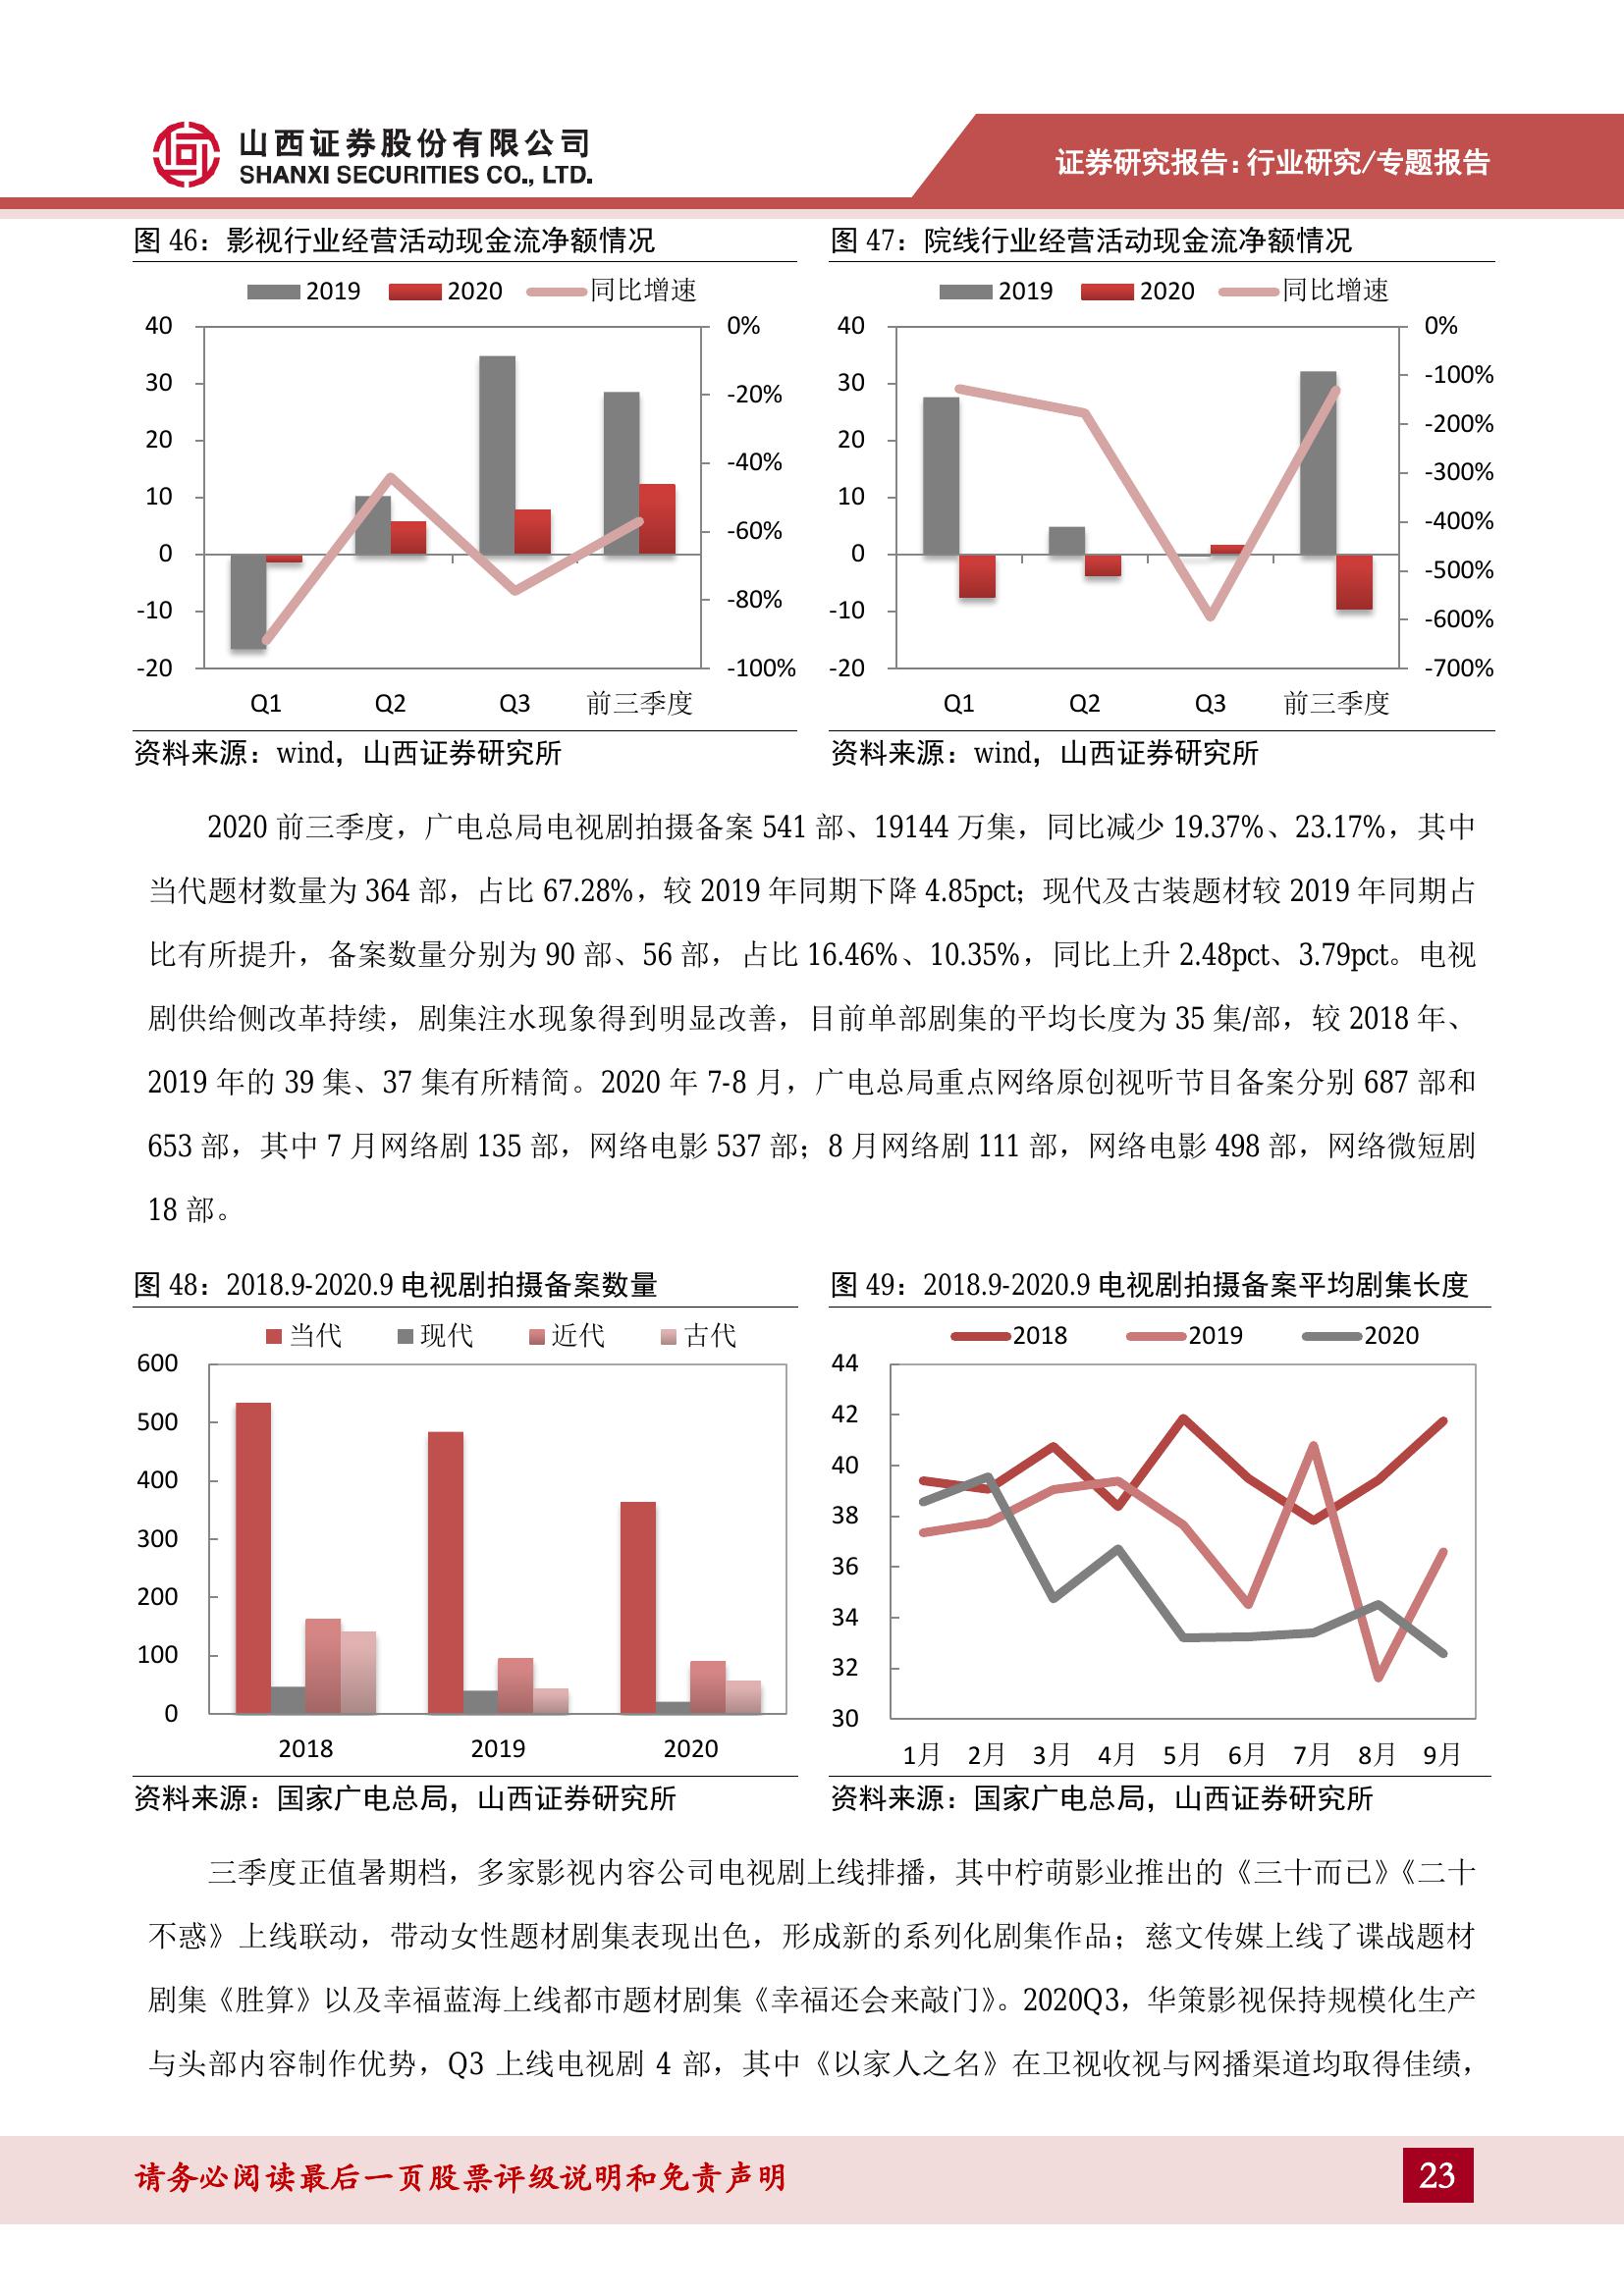 山西证券股份有限公司
SHANXI SECURITIES CO., LTD.
证券研究报告：行业研究/专题报告
图 46：影视行业经营活动现金流净额情况
2019 2020 同比增速
40
30
20
10
0
-10
-20
0%
-20%
-40%
-60%
-80%
-100%
Q1 Q2 Q3 前三季度
资料来源：wind，山西证券研究所
图 47：院线行业经营活动现金流净额情况
2019 2020 同比增速
40
30
20
10
0
-10
-20
0%
-100%
-200%
-300%
-400%
-500%
-600%
-700%
Q1 Q2 Q3 前三季度
资料来源：wind，山西证券研究所
2020 前三季度，广电总局电视剧拍摄备案 541 部、19144 万集，同比减少 19.37%、23.17%，其中
当代题材数量为 364 部，占比 67.28%，较 2019 年同期下降 4.85pct；现代及古装题材较 2019 年同期占
比有所提升，备案数量分别为 90 部、56 部，占比 16.46%、10.35%，同比上升 2.48pct、3.79pct。电视
剧供给侧改革持续，剧集注水现象得到明显改善，目前单部剧集的平均长度为 35 集/部，较 2018 年、
2019 年的 39 集、37 集有所精简。2020 年 7-8 月，广电总局重点网络原创视听节目备案分别 687 部和
653 部，其中 7 月网络剧 135 部，网络电影 537 部；8 月网络剧 111 部，网络电影 498 部，网络微短剧
18 部。
图 48：2018.9-2020.9 电视剧拍摄备案数量
当代 现代 近代 古代
600
500
400
300
200
100
0
2018 2019 2020
资料来源：国家广电总局，山西证券研究所
图 49：2018.9-2020.9 电视剧拍摄备案平均剧集长度
2018 2019 2020
44
42
40
38
36
34
32
30
1月 2月 3月 4月 5月 6月 7月 8月 9月
资料来源：国家广电总局，山西证券研究所
三季度正值暑期档，多家影视内容公司电视剧上线排播，其中柠萌影业推出的《三十而已》《二十
不惑》上线联动，带动女性题材剧集表现出色，形成新的系列化剧集作品；慈文传媒上线了谍战题材
剧集《胜算》以及幸福蓝海上线都市题材剧集《幸福还会来敲门》。2020Q3，华策影视保持规模化生产
与头部内容制作优势，Q3 上线电视剧 4 部，其中《以家人之名》在卫视收视与网播渠道均取得佳绩，
请务必阅读最后一页股票评级说明和免责声明
23